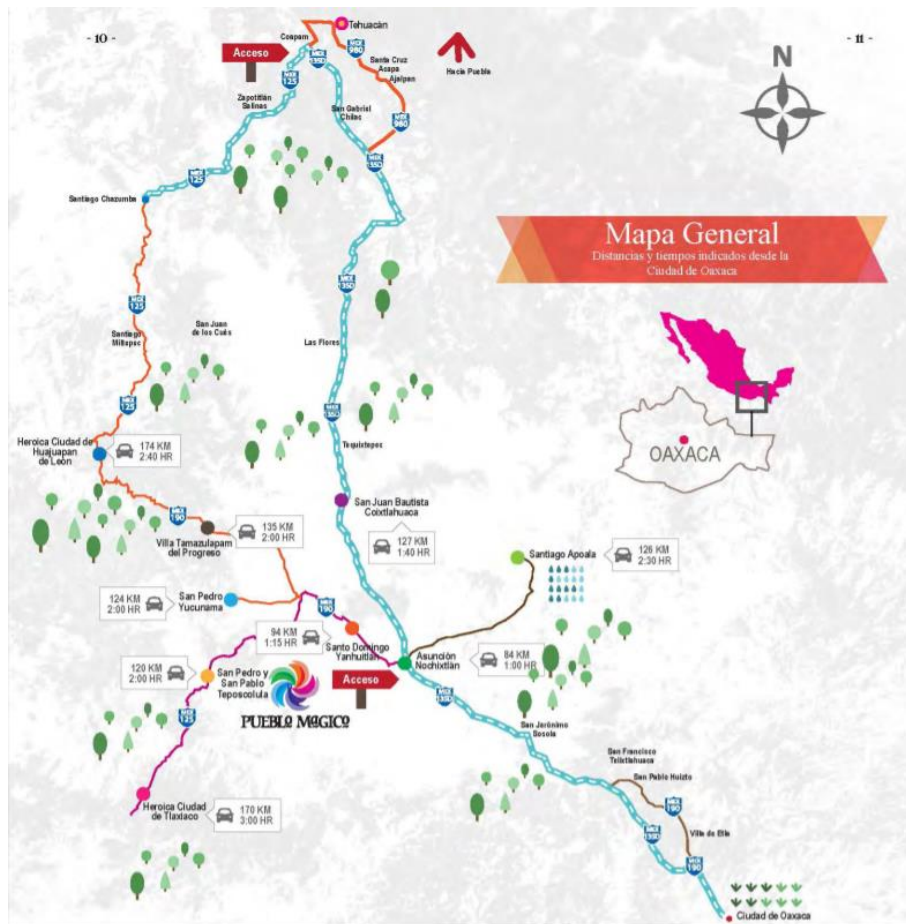 - 10 -
- 11 -
Tehuacán
Coapam
Acceso
MEX 135D
MEX 980
Santa Cruz
Acapa
Ajalpan
Hacia Puebla
N
MEX 125
Zapotitlán
Salinas
San Gabriel
Chilac
MEX 980
MEX 135D
MEX 125
Santiago Chazumba
Mapa General
Distancias y tiempos indicados desde la
Ciudad de Oaxaca
MEX 135D
MEX 125
San Juan
de los Cués
Santiago
Miltepec
Las Flores
MEX 125
MEX 135D
Heroica Ciudad de
Huajuapan
de León
174 KM
2:40 HR
Tequixtepec
OAXACA
MEX 190
San Juan Bautista
Coixtlahuaca
Villa Tamazulapam
del Progreso
135 KM
2:00 HR
127 KM
1:40 HR
Santiago Apoala
126 KM
2:30 HR
124 KM
2:00 HR
San Pedro
Yucunama
MEX 190
94 KM
1:15 HR
Santo Domingo
Yanhuitlán
Asunción
Nochixtlán
84 KM
1:00 HR
120 KM
2:00 HR
San Pedro y
San Pablo
Teposcolula
Acceso
PUEBLO MAGICO
MEX 135D
MEX 125
San Jerónimo
Sosola
San Francisco
Telixtlahuaca
San Pablo Huizto
Heroica Ciudad
de Tlaxiaco
170 KM
3:00 HR
MEX 190
MEX 135D
Villa de Etla
MEX 190
Ciudad de Oaxaca